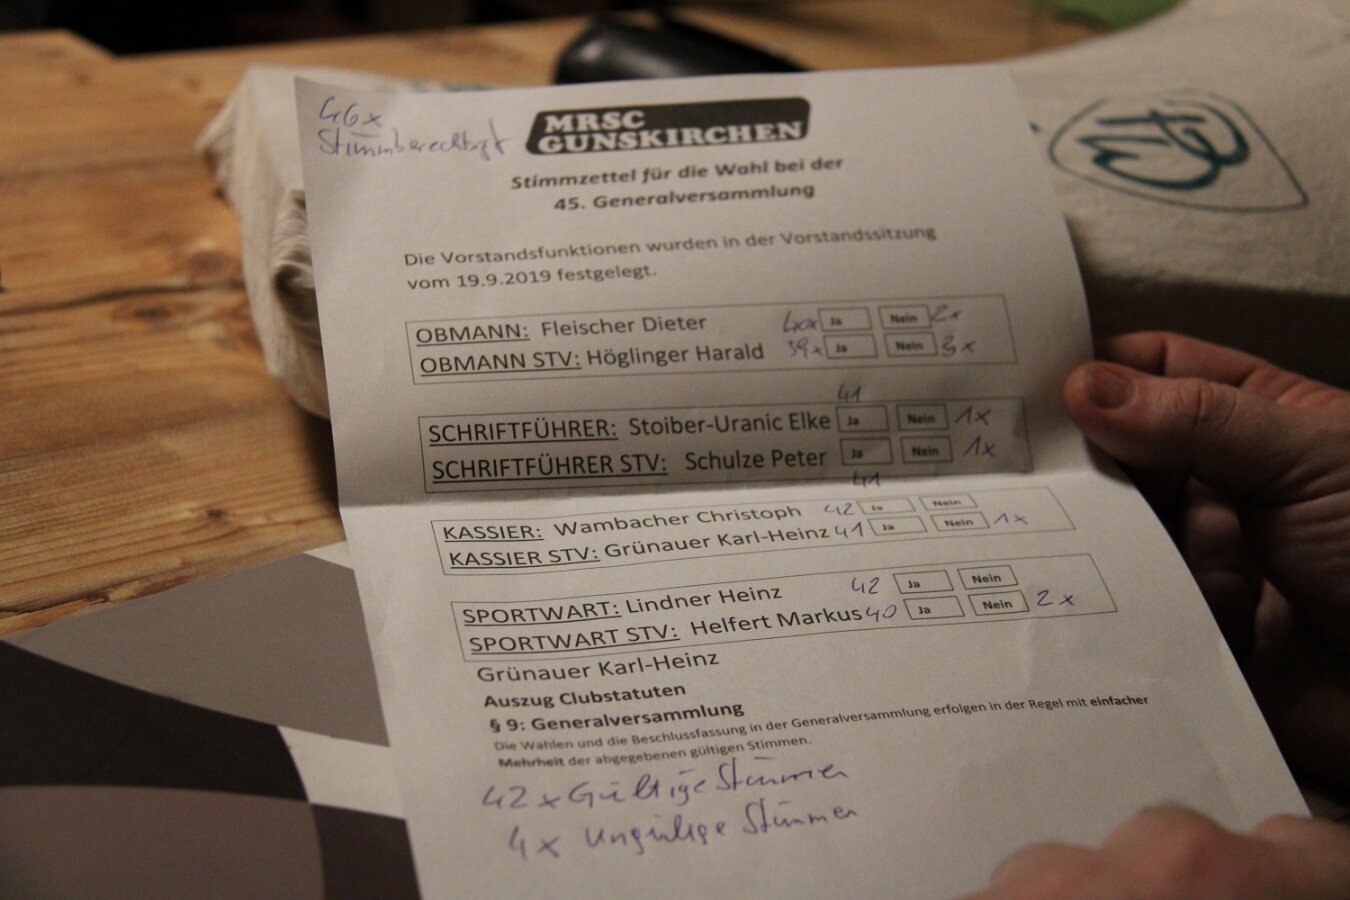 46x
Stimmberechtigt
MRSC
GUNSKIRCHEN
Stimmzettel für die Wahl bei der
45. Generalversammlung
Die Vorstandsfunktionen wurden in der Vorstandssitzung
vom 19.9.2019 festgelegt.
OBMANN: Fleischer Dieter 40x Ja Nein 2x
OBMANN STV: Höglinger Harald 39x Ja Nein 3x
41
SCHRIFTFÜHRER: Stoiber-Uranic Elke Ja Nein 1x
SCHRIFTFÜHRER STV: Schulze Peter Ja Nein 1x
41
KASSIER: Wambacher Christoph 42 Ja Nein
KASSIER STV: Grünauer Karl-Heinz 41 Ja Nein 1x
SPORTWART: Lindner Heinz 42 Ja Nein
SPORTWART STV: Helfert Markus 40 Ja Nein 2x
Grünauer Karl-Heinz
Auszug Clubstatuten
§ 9: Generalversammlung
Die Wahlen und die Beschlussfassung in der Generalversammlung erfolgen in der Regel mit einfacher
Mehrheit der abgegebenen gültigen Stimmen.
42x Gültige Stimmen
4x Ungültige Stimmen